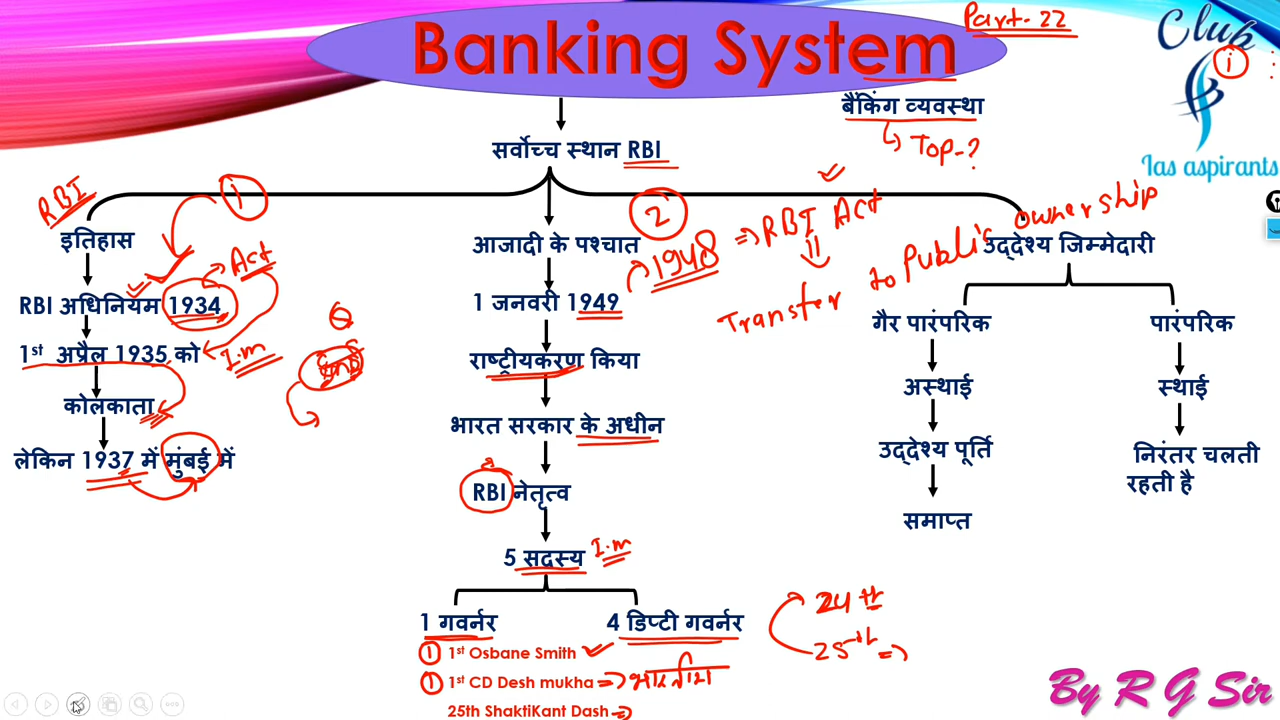 Part-22
Banking System
Club
i
Ias aspirants
बैंकिंग व्यवस्था
Top-?
सर्वोच्च स्थान RBI
RBI
1
2
1948 ⇒ RBI Act
Transfer to Public ownership
इतिहास
Act
RBI अधिनियम 1934
1st अप्रैल 1935 को
I.m
कोलकाता
लेकिन 1937 में मुंबई में
आजादी के पश्चात
1 जनवरी 1949
राष्ट्रीयकरण किया
भारत सरकार के अधीन
RBI नेतृत्व
5 सदस्य I.m
1 गवर्नर
4 डिप्टी गवर्नर
① 1st Osbane Smith
① 1st CD Desh mukha ⇒ भारतीय
25th ShaktiKant Dash ⇒
24th
25th ⇒
उद्देश्य जिम्मेदारी
गैर पारंपरिक
अस्थाई
उद्देश्य पूर्ति
समाप्त
पारंपरिक
स्थाई
निरंतर चलती
रहती है
By R G Sir